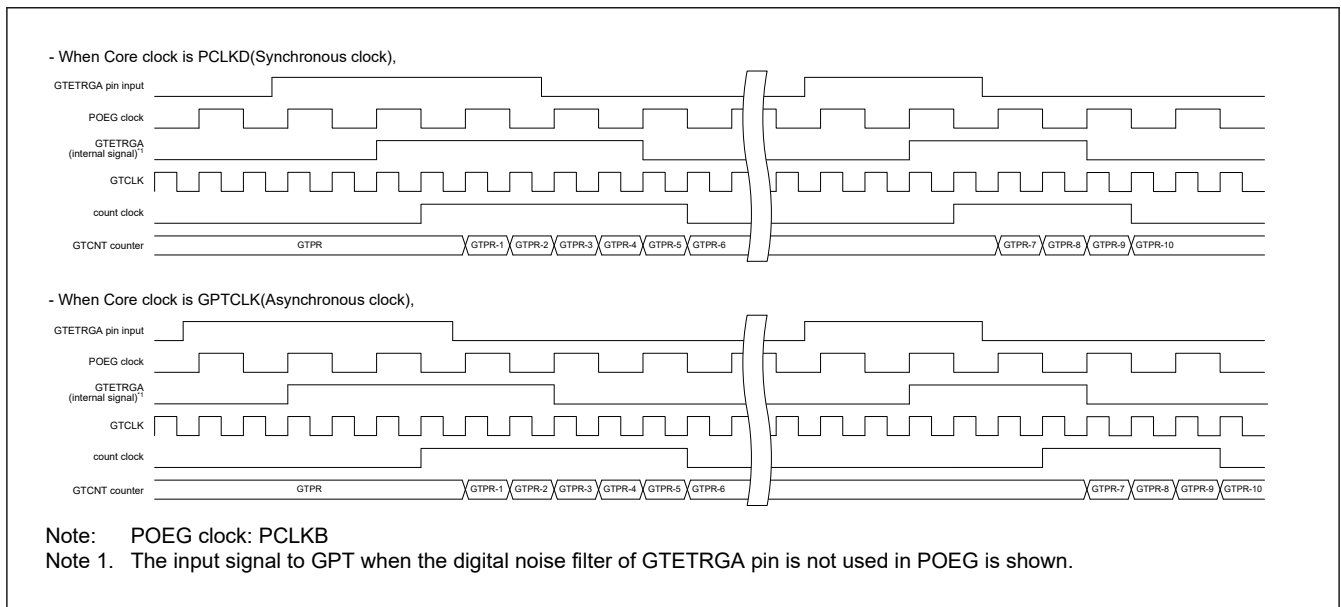 - When Core clock is PCLKD(Synchronous clock),
GTETRGA pin input
POEG clock
GTETRGA
(internal signal)*1
GTCLK
count clock
GTCNT counter GTPR GTPR-1 GTPR-2 GTPR-3 GTPR-4 GTPR-5 GTPR-6 GTPR-7 GTPR-8 GTPR-9 GTPR-10
- When Core clock is GPTCLK(Asynchronous clock),
GTETRGA pin input
POEG clock
GTETRGA
(internal signal)*1
GTCLK
count clock
GTCNT counter GTPR GTPR-1 GTPR-2 GTPR-3 GTPR-4 GTPR-5 GTPR-6 GTPR-7 GTPR-8 GTPR-9 GTPR-10
Note: POEG clock: PCLKB
Note 1. The input signal to GPT when the digital noise filter of GTETRGA pin is not used in POEG is shown.